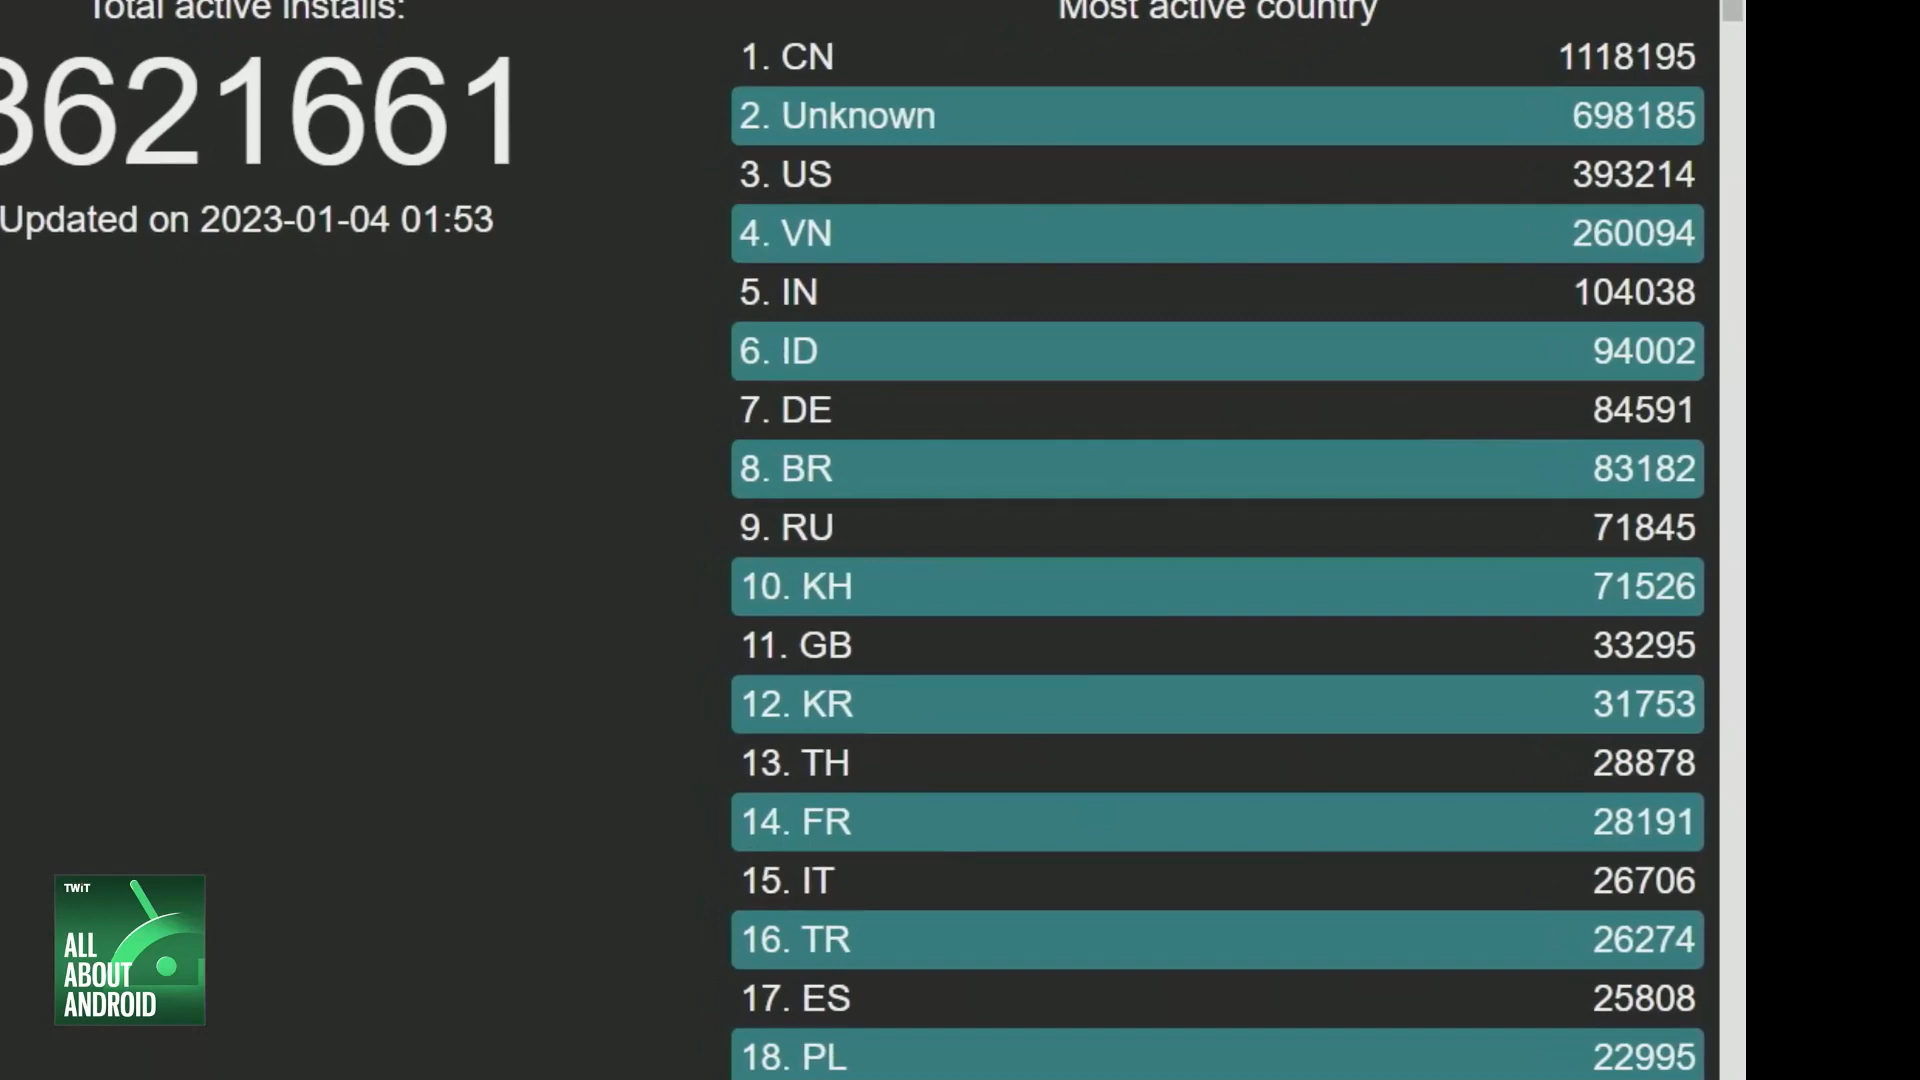 Total active installs:
3621661
Updated on 2023-01-04 01:53
Most active country
1. CN 1118195
2. Unknown 698185
3. US 393214
4. VN 260094
5. IN 104038
6. ID 94002
7. DE 84591
8. BR 83182
9. RU 71845
10. KH 71526
11. GB 33295
12. KR 31753
13. TH 28878
14. FR 28191
15. IT 26706
16. TR 26274
17. ES 25808
18. PL 22995
TWiT
ALL
ABOUT
ANDROID